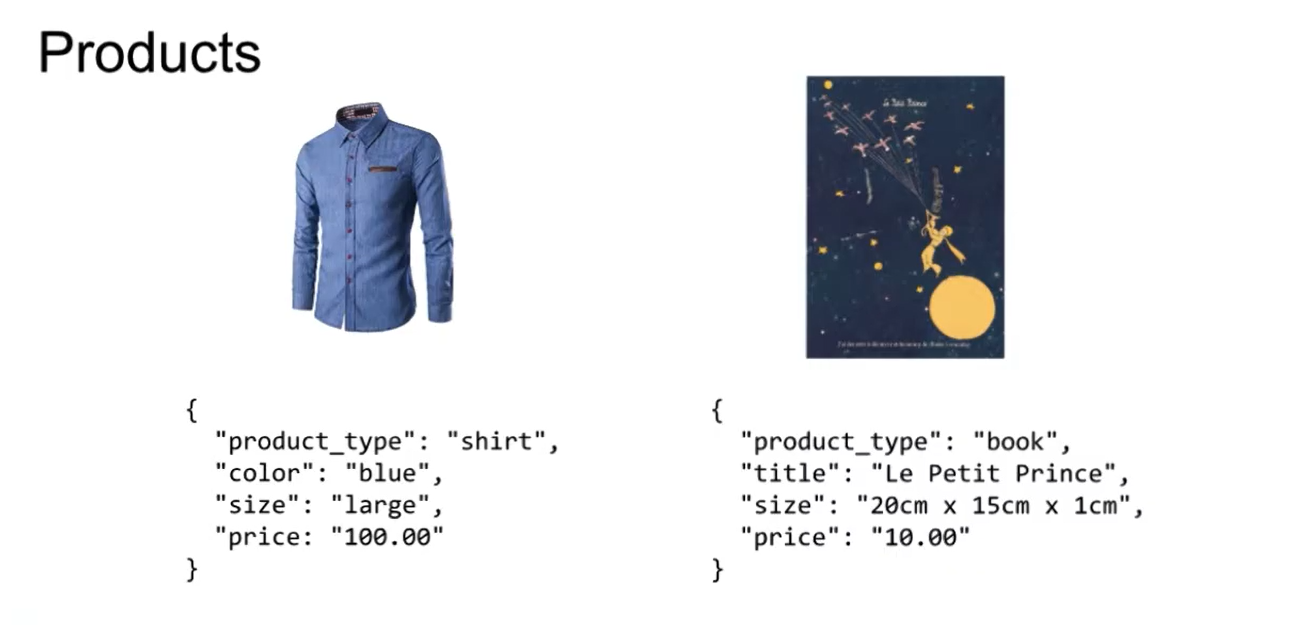 Products
Le Petit Prince
{
"product_type": "shirt",
"color": "blue",
"size": "large",
"price: "100.00"
}
{
"product_type": "book",
"title": "Le Petit Prince",
"size": "20cm x 15cm x 1cm",
"price": "10.00"
}